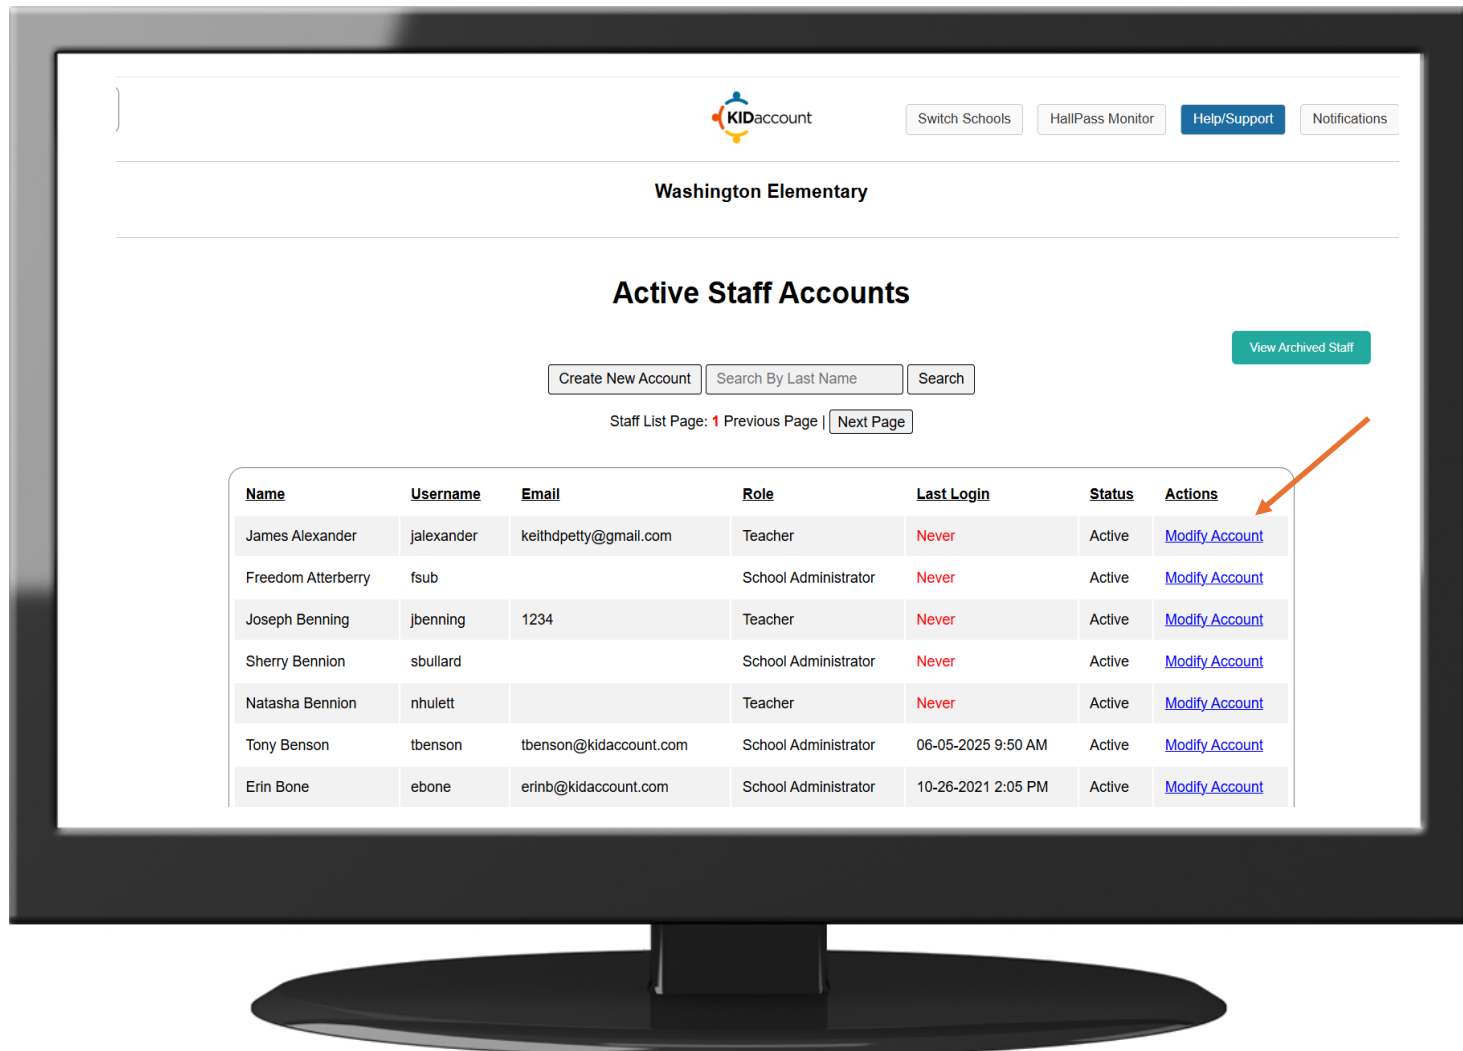 KIDaccount
Switch Schools HallPass Monitor Help/Support Notifications
Washington Elementary
Active Staff Accounts
View Archived Staff
Create New Account Search By Last Name Search
Staff List Page: 1 Previous Page | Next Page
Name Username Email Role Last Login Status Actions
James Alexander jalexander keithdpetty@gmail.com Teacher Never Active Modify Account
Freedom Atterberry fsub School Administrator Never Active Modify Account
Joseph Benning jbenning 1234 Teacher Never Active Modify Account
Sherry Bennion sbullard School Administrator Never Active Modify Account
Natasha Bennion nhulett Teacher Never Active Modify Account
Tony Benson tbenson tbenson@kidaccount.com School Administrator 06-05-2025 9:50 AM Active Modify Account
Erin Bone ebone erinb@kidaccount.com School Administrator 10-26-2021 2:05 PM Active Modify Account